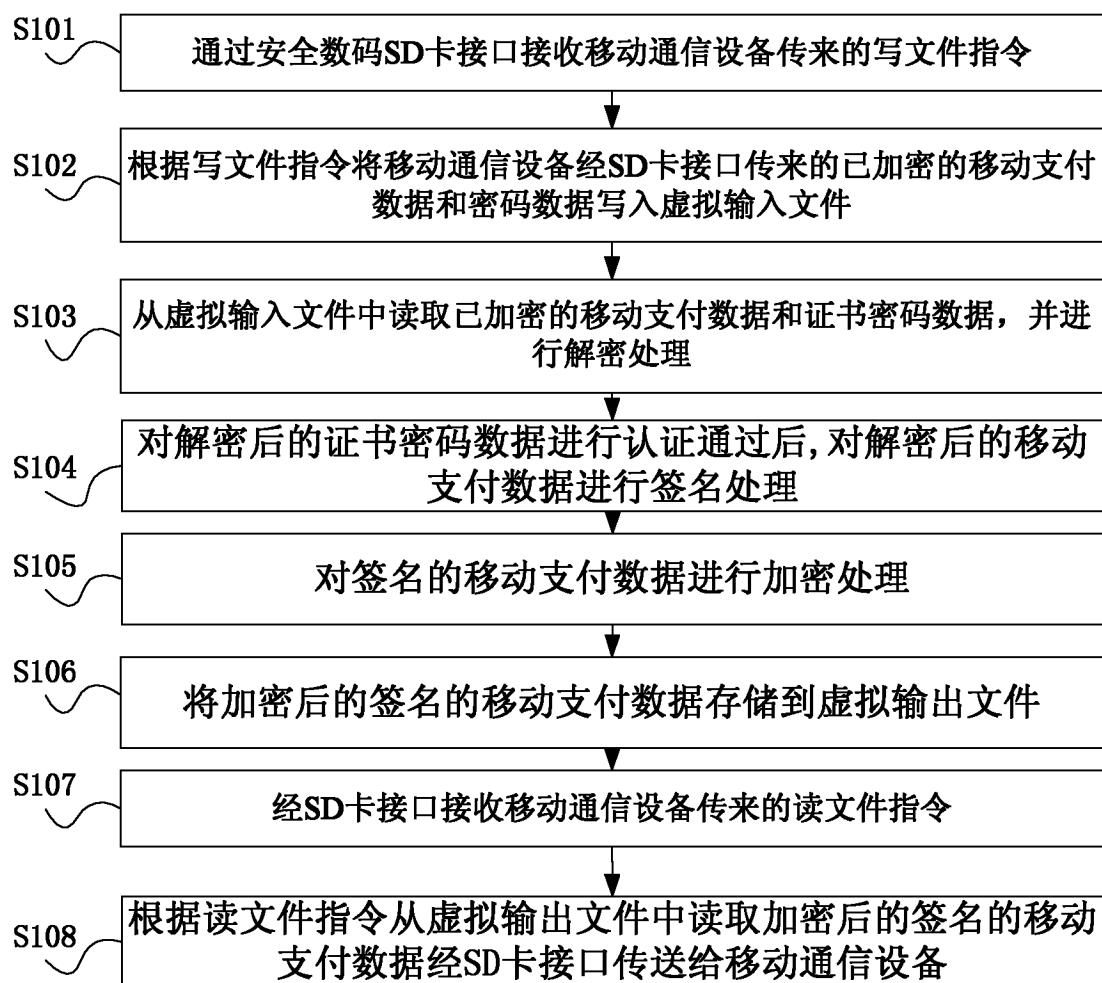 S101
通过安全数码SD卡接口接收移动通信设备传来的写文件指令
S102
根据写文件指令将移动通信设备经SD卡接口传来的已加密的移动支付
数据和密码数据写入虚拟输入文件
S103
从虚拟输入文件中读取已加密的移动支付数据和证书密码数据，并进
行解密处理
S104
对解密后的证书密码数据进行认证通过后,对解密后的移动
支付数据进行签名处理
S105
对签名的移动支付数据进行加密处理
S106
将加密后的签名的移动支付数据存储到虚拟输出文件
S107
经SD卡接口接收移动通信设备传来的读文件指令
S108
根据读文件指令从虚拟输出文件中读取加密后的签名的移动
支付数据经SD卡接口传送给移动通信设备